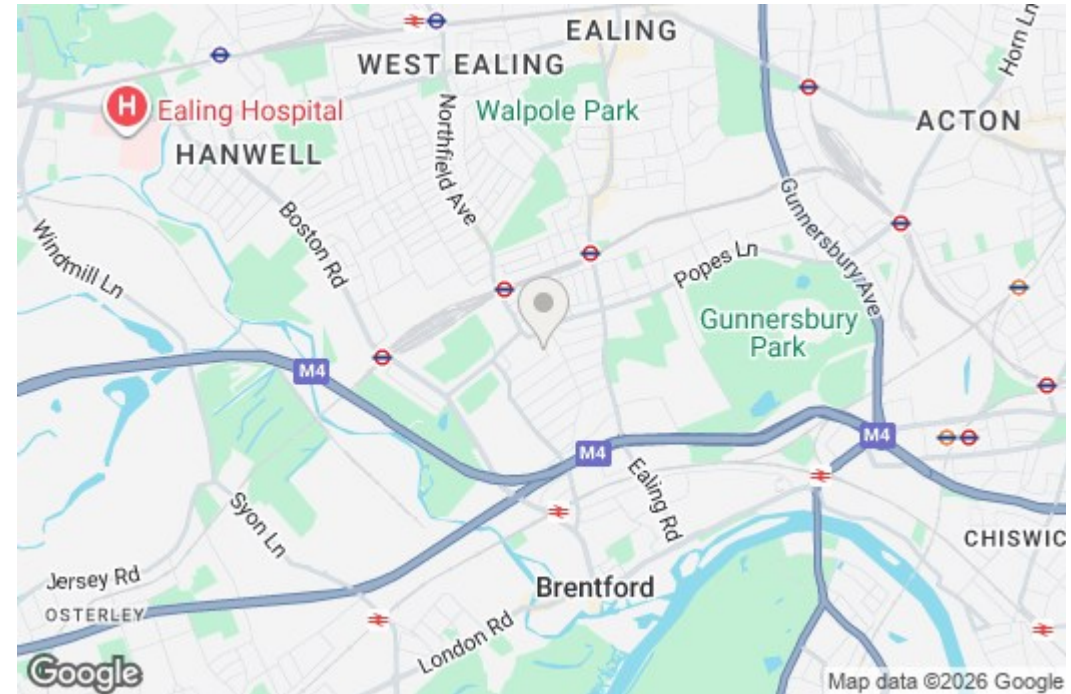 EALING
WEST EALING
Horn Ln
H
Ealing Hospital
Northfield Ave
Walpole Park
ACTON
HANWELL
Boston Rd
Gunnersbury Ave
Windmill Ln
Popes Ln
Gunnersbury
Park
M4
M4
M4
Ealing Rd
Syon Ln
CHISWIC
Jersey Rd
Brentford
OSTERLEY
London Rd
Google
Map data ©2026 Google